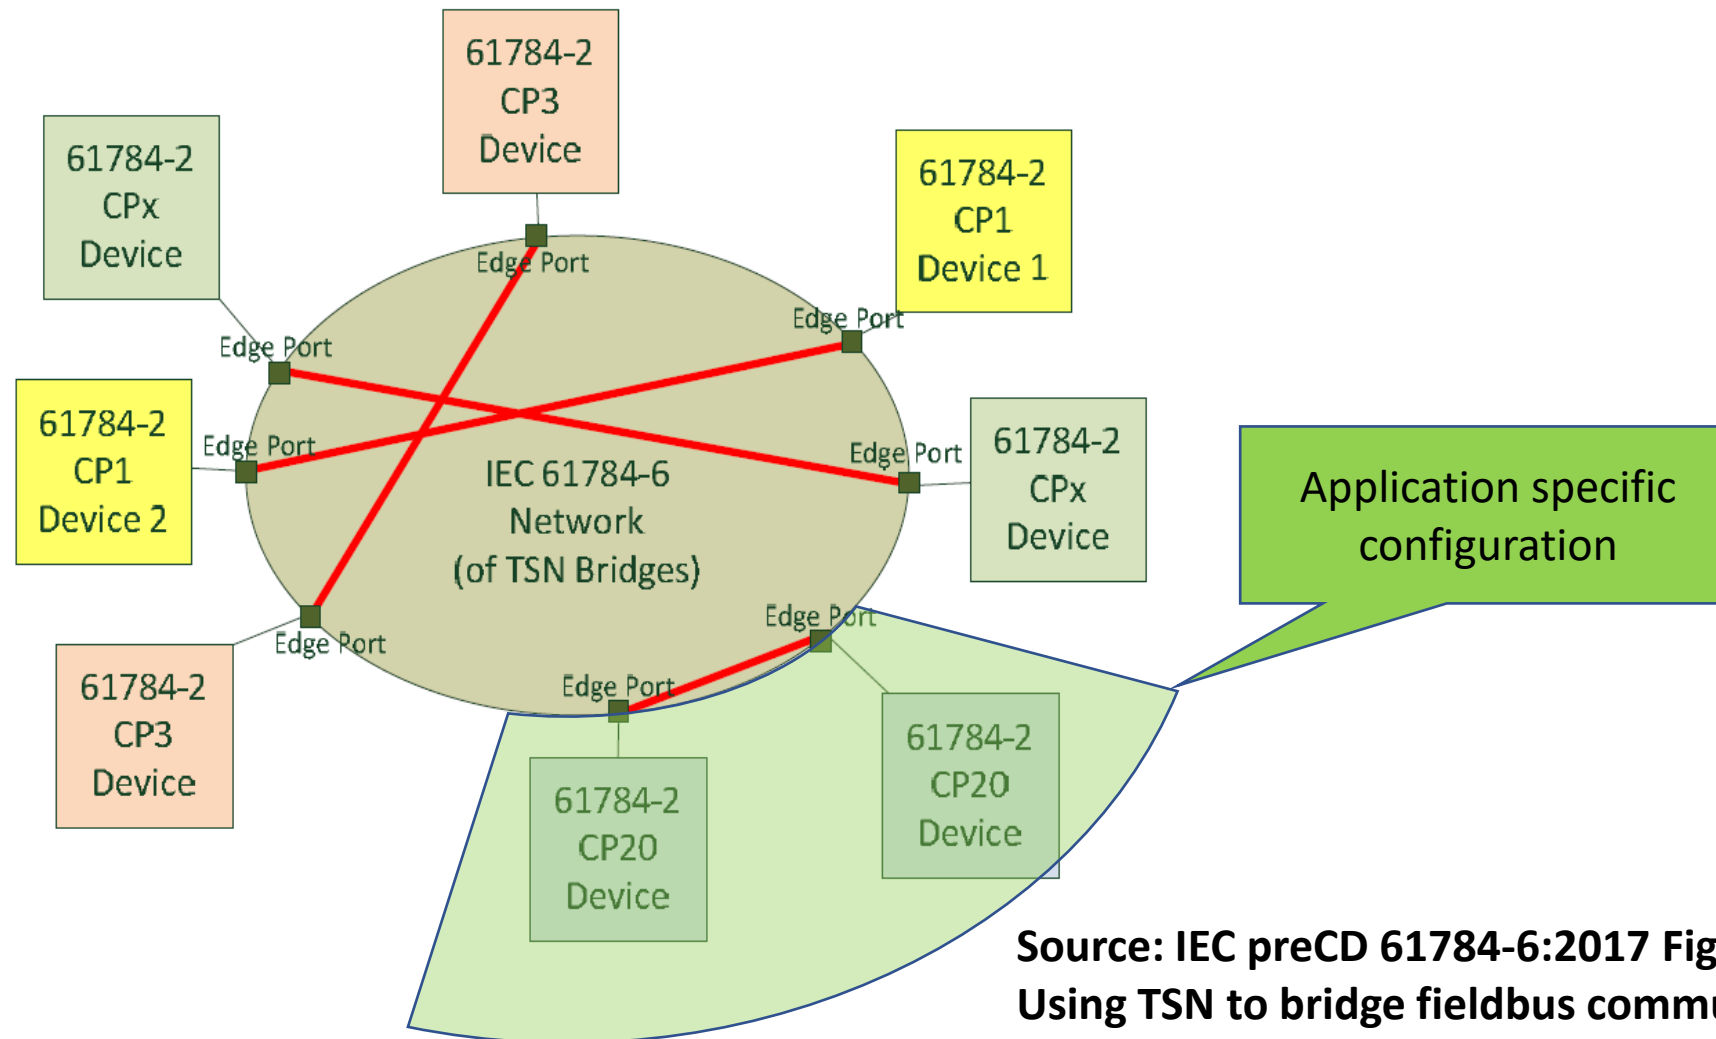 61784-2
CP3
Device
61784-2
CPx
Device
61784-2
CP1
Device 1
Edge Port
Edge Port
Edge Port
61784-2
CP1
Device 2
Edge Port
IEC 61784-6
Network
(of TSN Bridges)
Edge Port
61784-2
CPx
Device
Application specific
configuration
Edge Port
Edge Port
Edge Port
61784-2
CP3
Device
61784-2
CP20
Device
61784-2
CP20
Device
Source: IEC preCD 61784-6:2017 Fig
Using TSN to bridge fieldbus commu